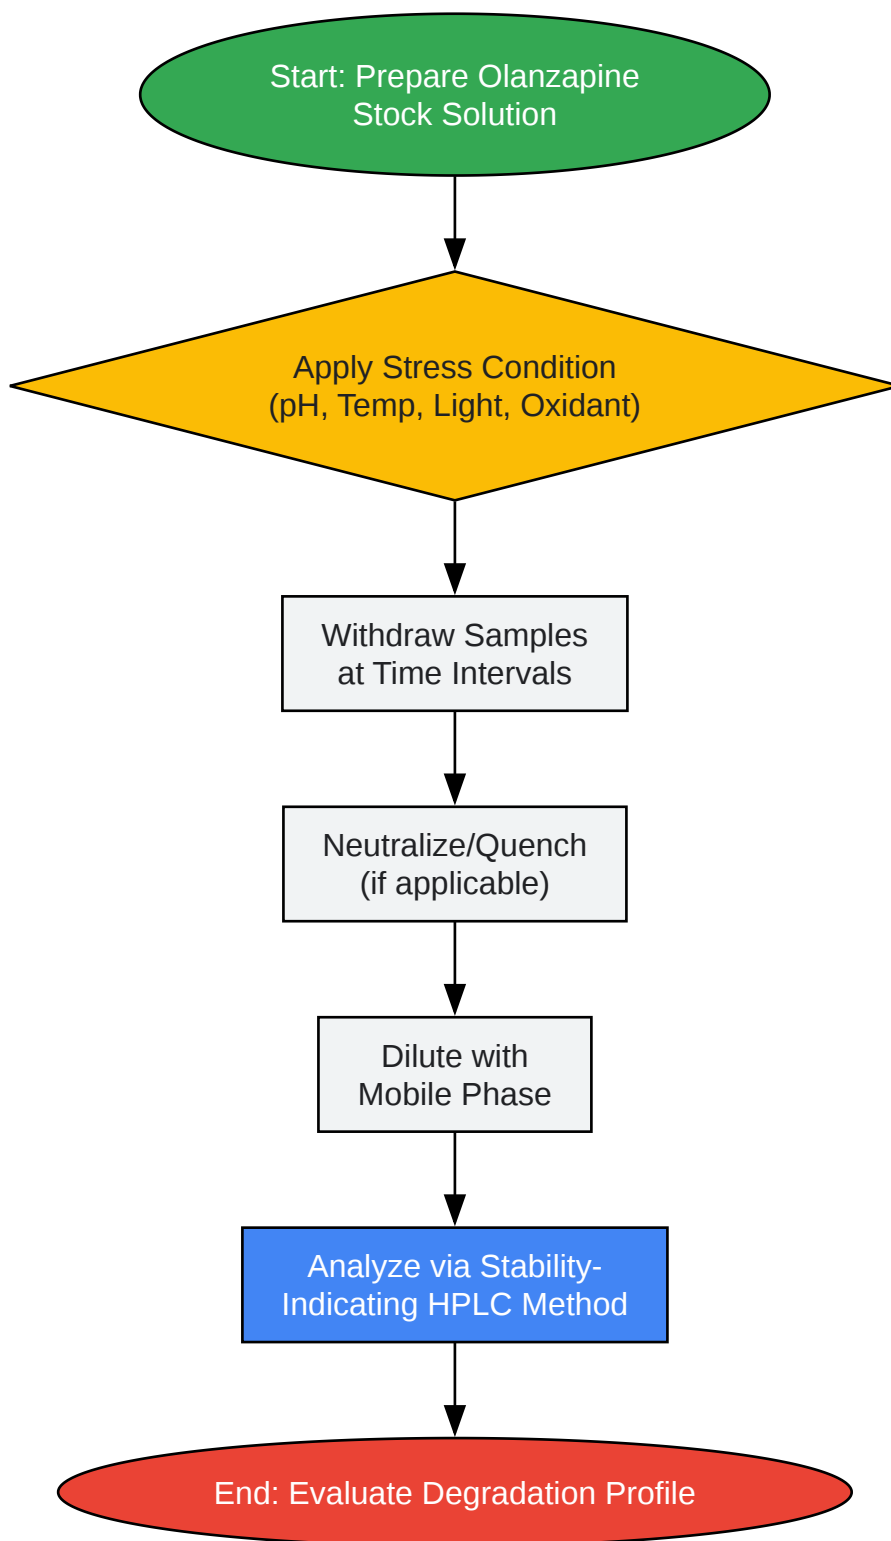 Start: Prepare Olanzapine
Stock Solution
Apply Stress Condition
(pH, Temp, Light, Oxidant)
Withdraw Samples
at Time Intervals
Neutralize/Quench
(if applicable)
Dilute with
Mobile Phase
Analyze via Stability-
Indicating HPLC Method
End: Evaluate Degradation Profile